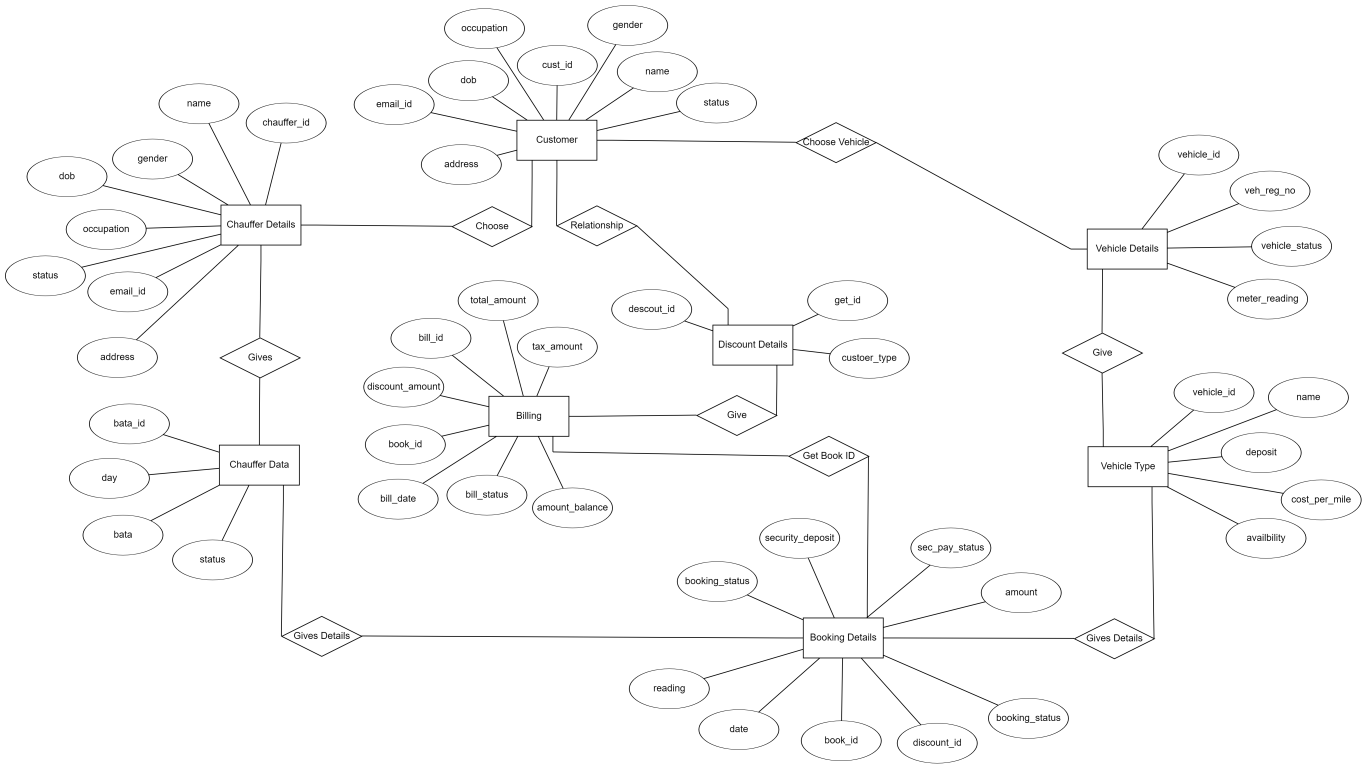 occupation
gender
cust_id
dob
name
email_id
status
Customer
address
Choose Vehicle
name
chauffer_id
gender
dob
occupation
Chauffer Details
status
email_id
address
Choose
Relationship
vehicle_id
veh_reg_no
Vehicle Details
vehicle_status
meter_reading
total_amount
descout_id
get_id
bill_id
tax_amount
Discount Details
custoer_type
discount_amount
Billing
Give
book_id
bill_date
bill_status
amount_balance
Get Book ID
Gives
Give
bata_id
Chauffer Data
day
bata
status
vehicle_id
name
Vehicle Type
deposit
cost_per_mile
availbility
security_deposit
sec_pay_status
booking_status
amount
Gives Details
Booking Details
Gives Details
reading
date
book_id
discount_id
booking_status